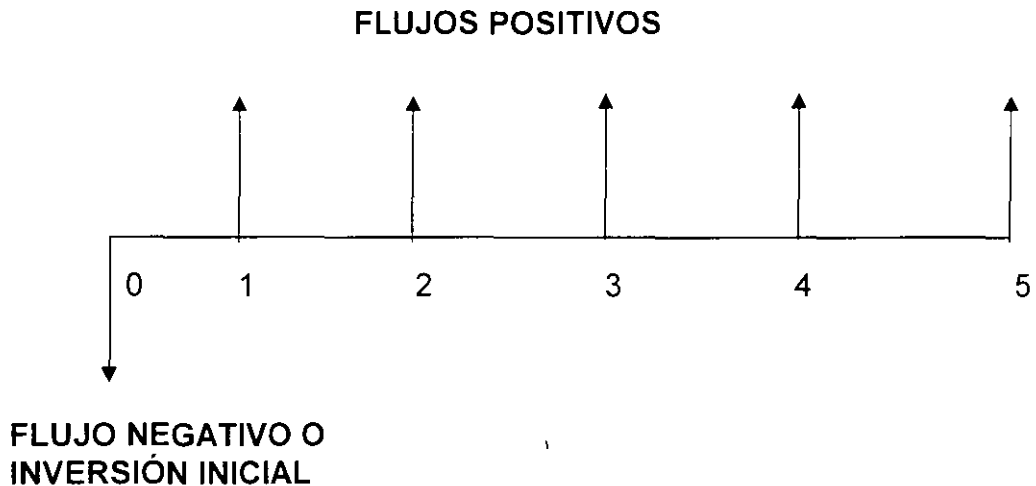 FLUJOS POSITIVOS
0 1 2 3 4 5
FLUJO NEGATIVO O
INVERSIÓN INICIAL